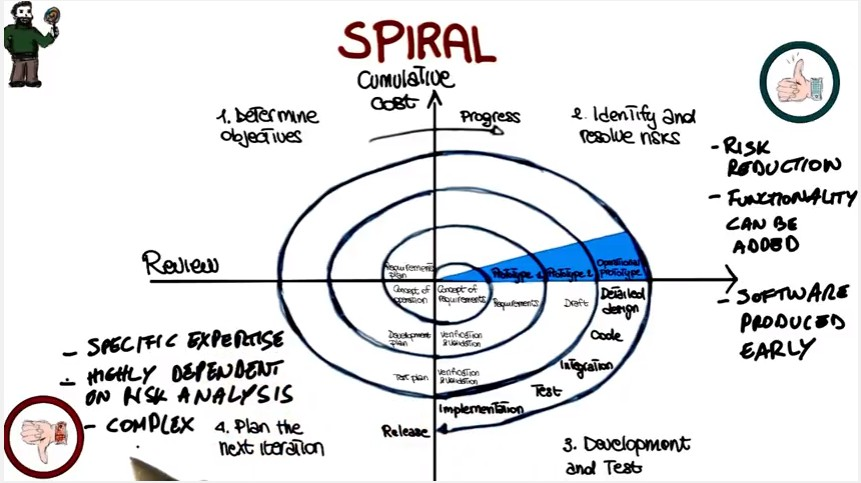 SPIRAL
Cumulative
Cost
Progress
1. Determine
objectives
2. Identify and
resolve risks
- RISK
REDUCTION
- FUNCTIONALITY
CAN BE
ADDED
- SOFTWARE
PRODUCED
EARLY
Review
Requirements
plan
Concept of
operation
Concept of
Requirements
Prototype 1
Prototype 2
Operational
Prototype
Requirements
Draft
Detailed
design
Development
plan
Verification
& Validation
Code
Test plan
Verification
& Validation
Integration
Test
Implementation
Release
- SPECIFIC EXPERTISE
- HIGHLY DEPENDENT
ON RISK ANALYSIS
- COMPLEX
4. Plan the
next iteration
3. Development
and Test